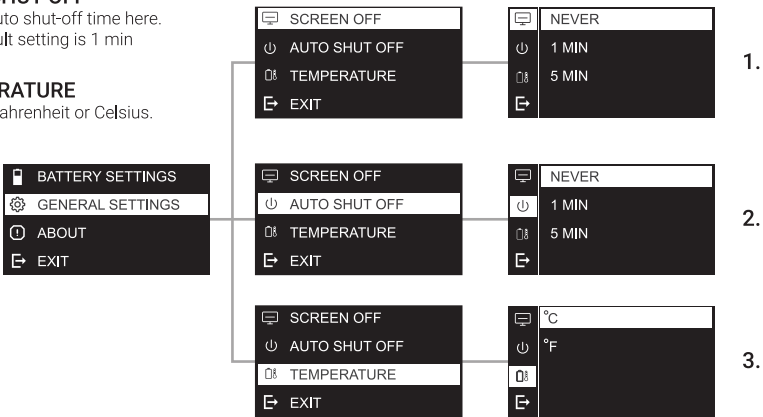 uto shut-off time here.
ult setting is 1 min
RATURE
ahrenheit or Celsius.
BATTERY SETTINGS
GENERAL SETTINGS
ABOUT
EXIT
SCREEN OFF
AUTO SHUT OFF
TEMPERATURE
EXIT
NEVER
1 MIN
5 MIN
1.
SCREEN OFF
AUTO SHUT OFF
TEMPERATURE
EXIT
NEVER
1 MIN
5 MIN
2.
SCREEN OFF
AUTO SHUT OFF
TEMPERATURE
EXIT
°C
°F
3.